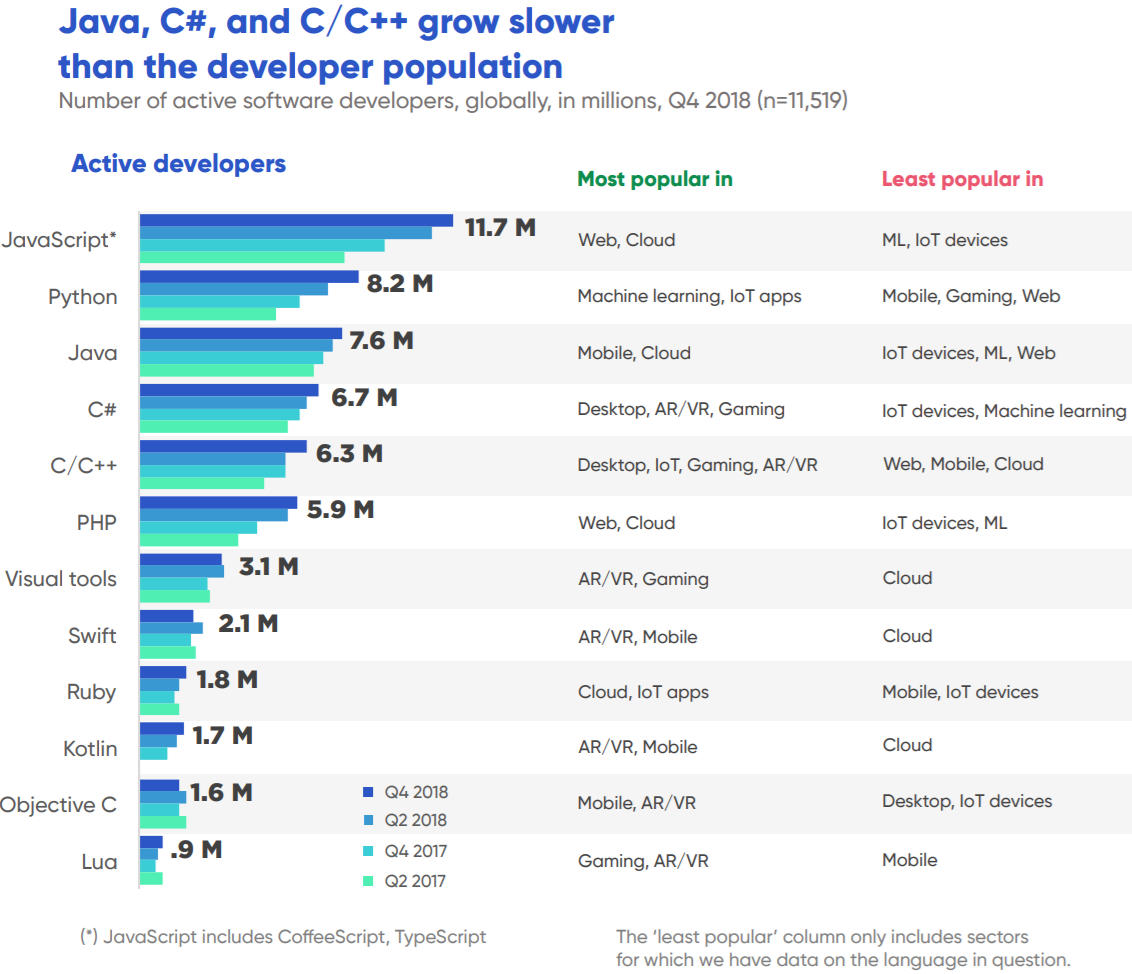 Java, C#, and C/C++ grow slower
than the developer population
Number of active software developers, globally, in millions, Q4 2018 (n=11,519)
Active developers
Most popular in
Least popular in
JavaScript*
11.7 M
Web, Cloud
ML, IoT devices
Python
8.2 M
Machine learning, IoT apps
Mobile, Gaming, Web
Java
7.6 M
Mobile, Cloud
IoT devices, ML, Web
C#
6.7 M
Desktop, AR/VR, Gaming
IoT devices, Machine learning
C/C++
6.3 M
Desktop, IoT, Gaming, AR/VR
Web, Mobile, Cloud
PHP
5.9 M
Web, Cloud
IoT devices, ML
Visual tools
3.1 M
AR/VR, Gaming
Cloud
Swift
2.1 M
AR/VR, Mobile
Cloud
Ruby
1.8 M
Cloud, IoT apps
Mobile, IoT devices
Kotlin
1.7 M
AR/VR, Mobile
Cloud
Objective C
1.6 M
Mobile, AR/VR
Desktop, IoT devices
Lua
.9 M
Gaming, AR/VR
Mobile
Q4 2018
Q2 2018
Q4 2017
Q2 2017
(*) JavaScript includes CoffeeScript, TypeScript
The ‘least popular’ column only includes sectors
for which we have data on the language in question.